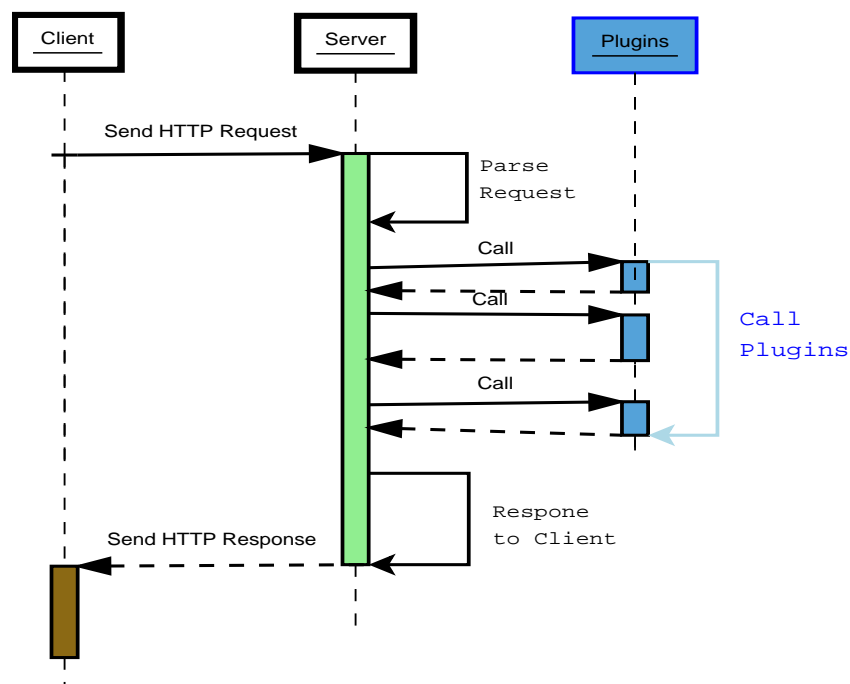 Client
Server
Plugins
Send HTTP Request
Parse
Request
Call
Call
Call
Plugins
Call
Respone
to Client
Send HTTP Response